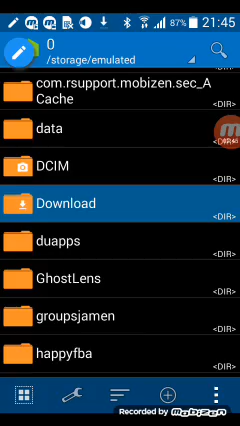 87% 21:45
0
/storage/emulated
<DIR>
com.rsupport.mobizen.sec_A
Cache
<DIR>
data
<DIR>
DCIM
<DIR>
Download
<DIR>
duapps
<DIR>
GhostLens
<DIR>
groupsjamen
<DIR>
happyfba
Recorded by mobizen